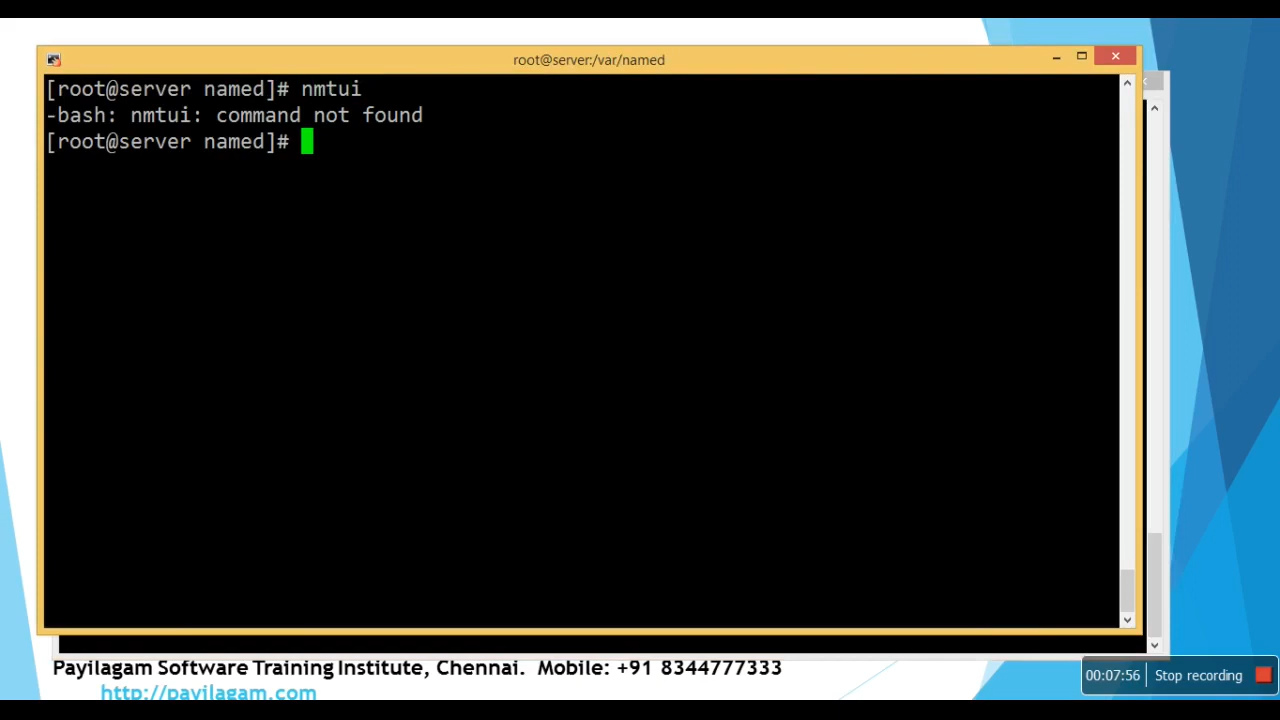 root@server:/var/named
[root@server named]# nmtui
-bash: nmtui: command not found
[root@server named]#
Payilagam Software Training Institute, Chennai. Mobile: +91 8344777333
http://payilagam.com
00:07:56 Stop recording